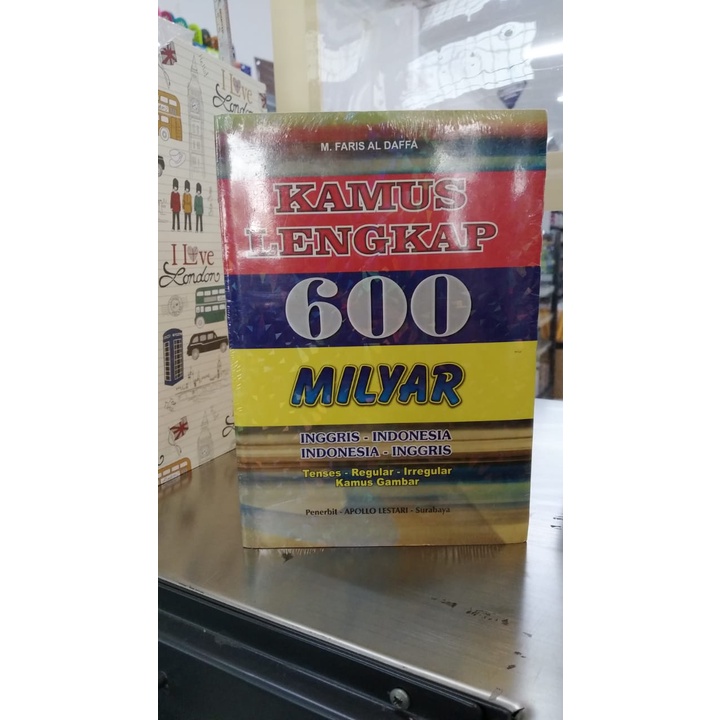 M. FARIS AL DAFFA
KAMUS
LENGKAP
600
MILYAR
INGGRIS - INDONESIA
INDONESIA - INGGRIS
Tenses - Regular - Irregular
Kamus Gambar
Penerbit - APOLLO LESTARI - Surabaya
I Love
London
I Love
London